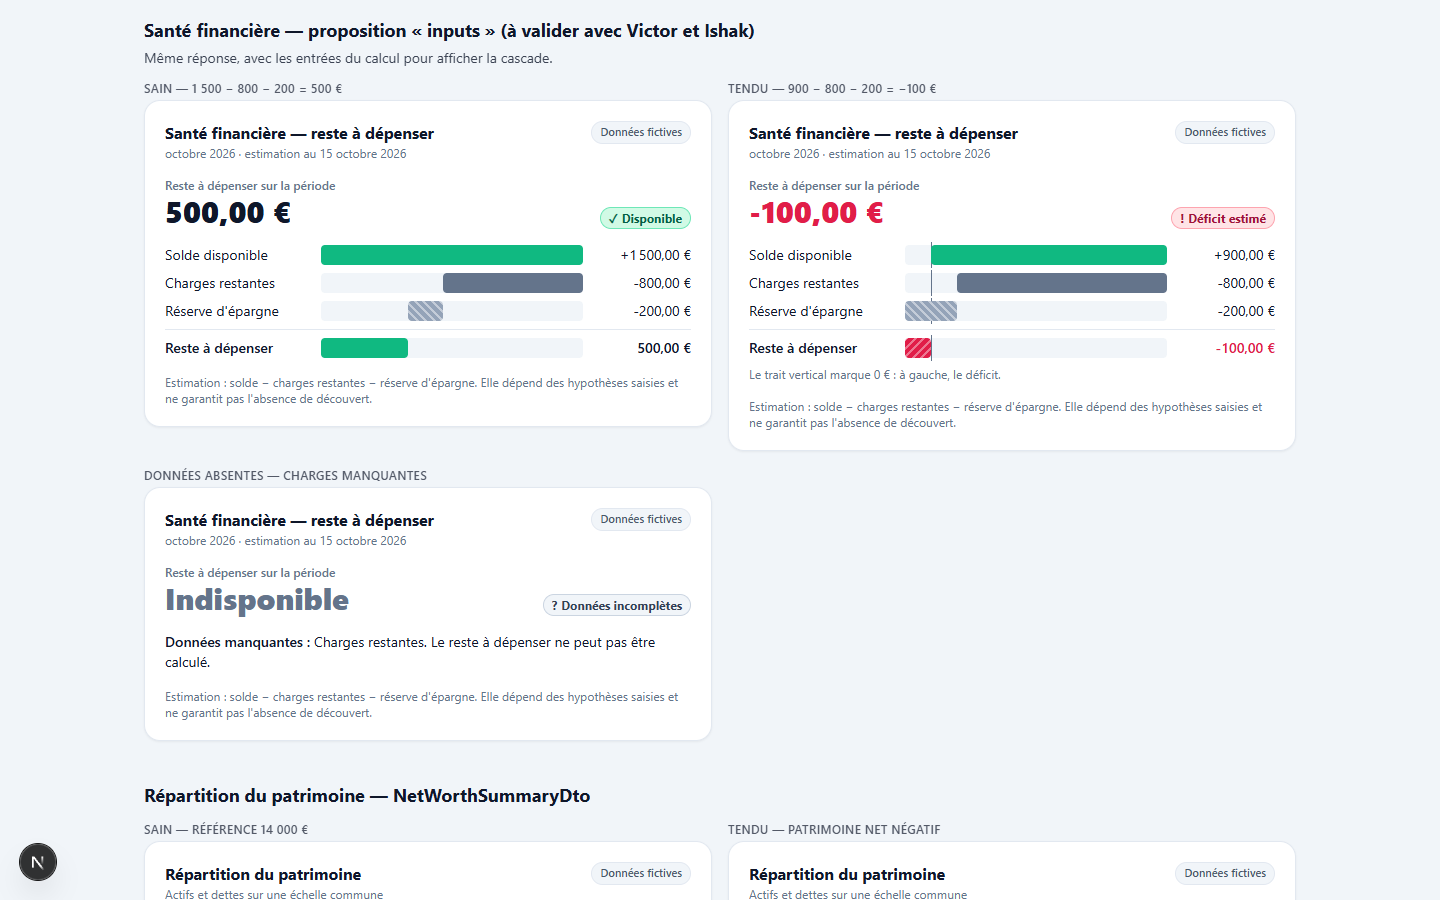 Santé financière — proposition « inputs » (à valider avec Victor et Ishak)
Même réponse, avec les entrées du calcul pour afficher la cascade.
SAIN — 1 500 − 800 − 200 = 500 €
Santé financière — reste à dépenser
Données fictives
octobre 2026 · estimation au 15 octobre 2026
Reste à dépenser sur la période
500,00 €
✓ Disponible
Solde disponible
+1 500,00 €
Charges restantes
-800,00 €
Réserve d'épargne
-200,00 €
Reste à dépenser
500,00 €
Estimation : solde − charges restantes − réserve d'épargne. Elle dépend des hypothèses saisies et
ne garantit pas l'absence de découvert.
TENDU — 900 − 800 − 200 = −100 €
Santé financière — reste à dépenser
Données fictives
octobre 2026 · estimation au 15 octobre 2026
Reste à dépenser sur la période
-100,00 €
! Déficit estimé
Solde disponible
+900,00 €
Charges restantes
-800,00 €
Réserve d'épargne
-200,00 €
Reste à dépenser
-100,00 €
Le trait vertical marque 0 € : à gauche, le déficit.
Estimation : solde − charges restantes − réserve d'épargne. Elle dépend des hypothèses saisies et
ne garantit pas l'absence de découvert.
DONNÉES ABSENTES — CHARGES MANQUANTES
Santé financière — reste à dépenser
Données fictives
octobre 2026 · estimation au 15 octobre 2026
Reste à dépenser sur la période
Indisponible
? Données incomplètes
Données manquantes : Charges restantes. Le reste à dépenser ne peut pas être
calculé.
Estimation : solde − charges restantes − réserve d'épargne. Elle dépend des hypothèses saisies et
ne garantit pas l'absence de découvert.
Répartition du patrimoine — NetWorthSummaryDto
SAIN — RÉFÉRENCE 14 000 €
Répartition du patrimoine
Données fictives
Actifs et dettes sur une échelle commune
TENDU — PATRIMOINE NET NÉGATIF
Répartition du patrimoine
Données fictives
Actifs et dettes sur une échelle commune
N